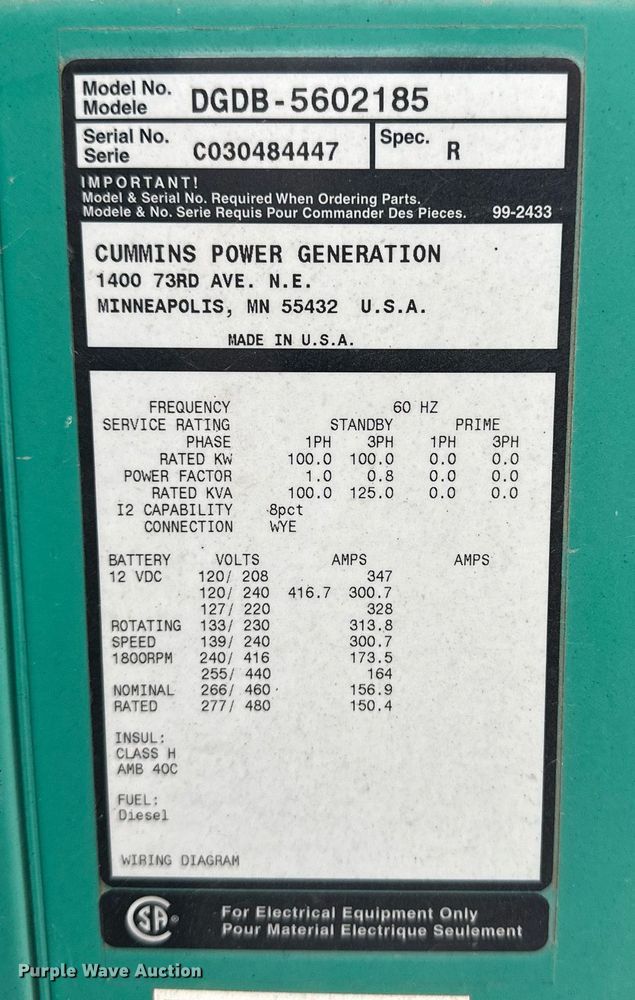 Model No.
Modele DGDB-5602185
Serial No.
Serie C030484447
Spec. R
IMPORTANT!
Model & Serial No. Required When Ordering Parts.
Modele & No. Serie Requis Pour Commander Des Pieces. 99-2433
CUMMINS POWER GENERATION
1400 73RD AVE. N.E.
MINNEAPOLIS, MN 55432 U.S.A.
MADE IN U.S.A.
FREQUENCY 60 HZ
SERVICE RATING STANDBY PRIME
PHASE 1PH 3PH 1PH 3PH
RATED KW 100.0 100.0 0.0 0.0
POWER FACTOR 1.0 0.8 0.0 0.0
RATED KVA 100.0 125.0 0.0 0.0
I2 CAPABILITY 8pct
CONNECTION WYE
BATTERY VOLTS AMPS AMPS
12 VDC 120/ 208 347
120/ 240 416.7 300.7
127/ 220 328
ROTATING 133/ 230 313.8
SPEED 139/ 240 300.7
1800RPM 240/ 416 173.5
255/ 440 164
NOMINAL 266/ 460 156.9
RATED 277/ 480 150.4
INSUL:
CLASS H
AMB 40C
FUEL:
Diesel
WIRING DIAGRAM
SA ®
For Electrical Equipment Only
Pour Material Electrique Seulement
Purple Wave Auction